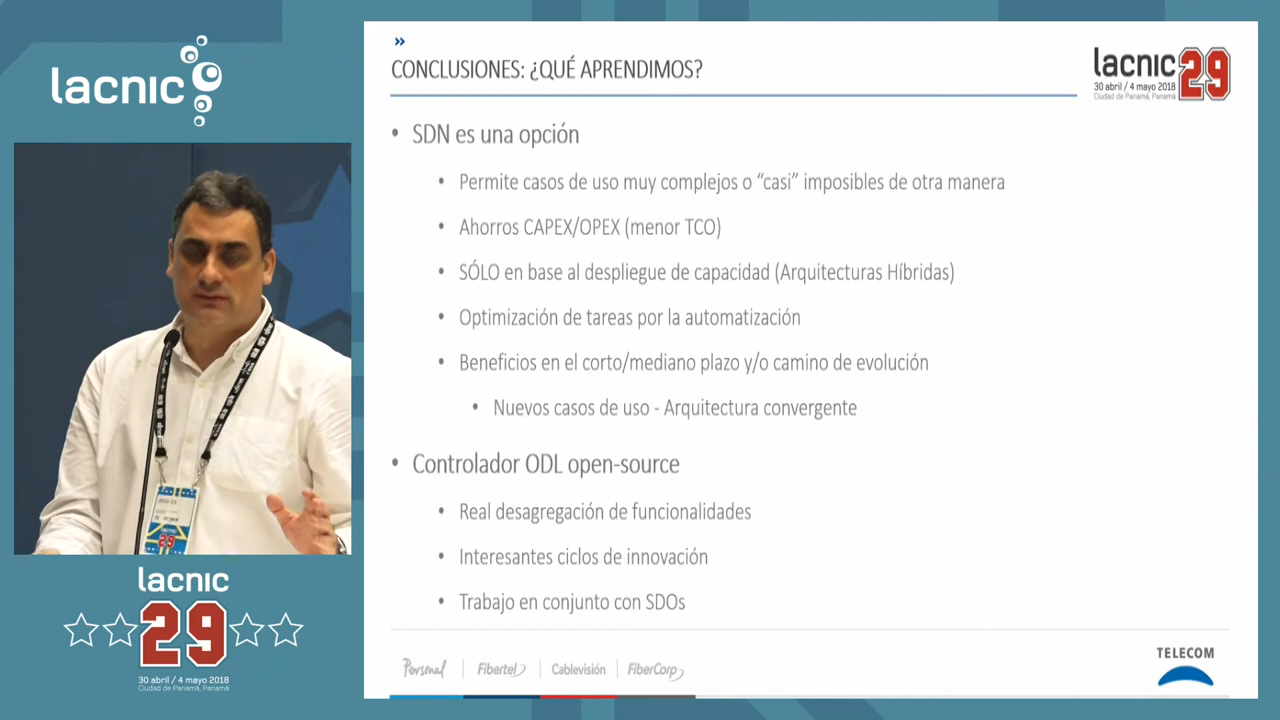 lacnic
»
CONCLUSIONES: ¿QUÉ APRENDIMOS?
lacnic 29
30 abril / 4 mayo 2018
Ciudad de Panamá, Panamá
• SDN es una opción
• Permite casos de uso muy complejos o “casi” imposibles de otra manera
• Ahorros CAPEX/OPEX (menor TCO)
• SÓLO en base al despliegue de capacidad (Arquitecturas Híbridas)
• Optimización de tareas por la automatización
• Beneficios en el corto/mediano plazo y/o camino de evolución
• Nuevos casos de uso - Arquitectura convergente
• Controlador ODL open-source
• Real desagregación de funcionalidades
• Interesantes ciclos de innovación
• Trabajo en conjunto con SDOs
Personal
Fibertel
Cablevisión
FiberCorp
TELECOM
29
lacnic
29
30 abril / 4 mayo 2018
Ciudad de Panamá, Panamá